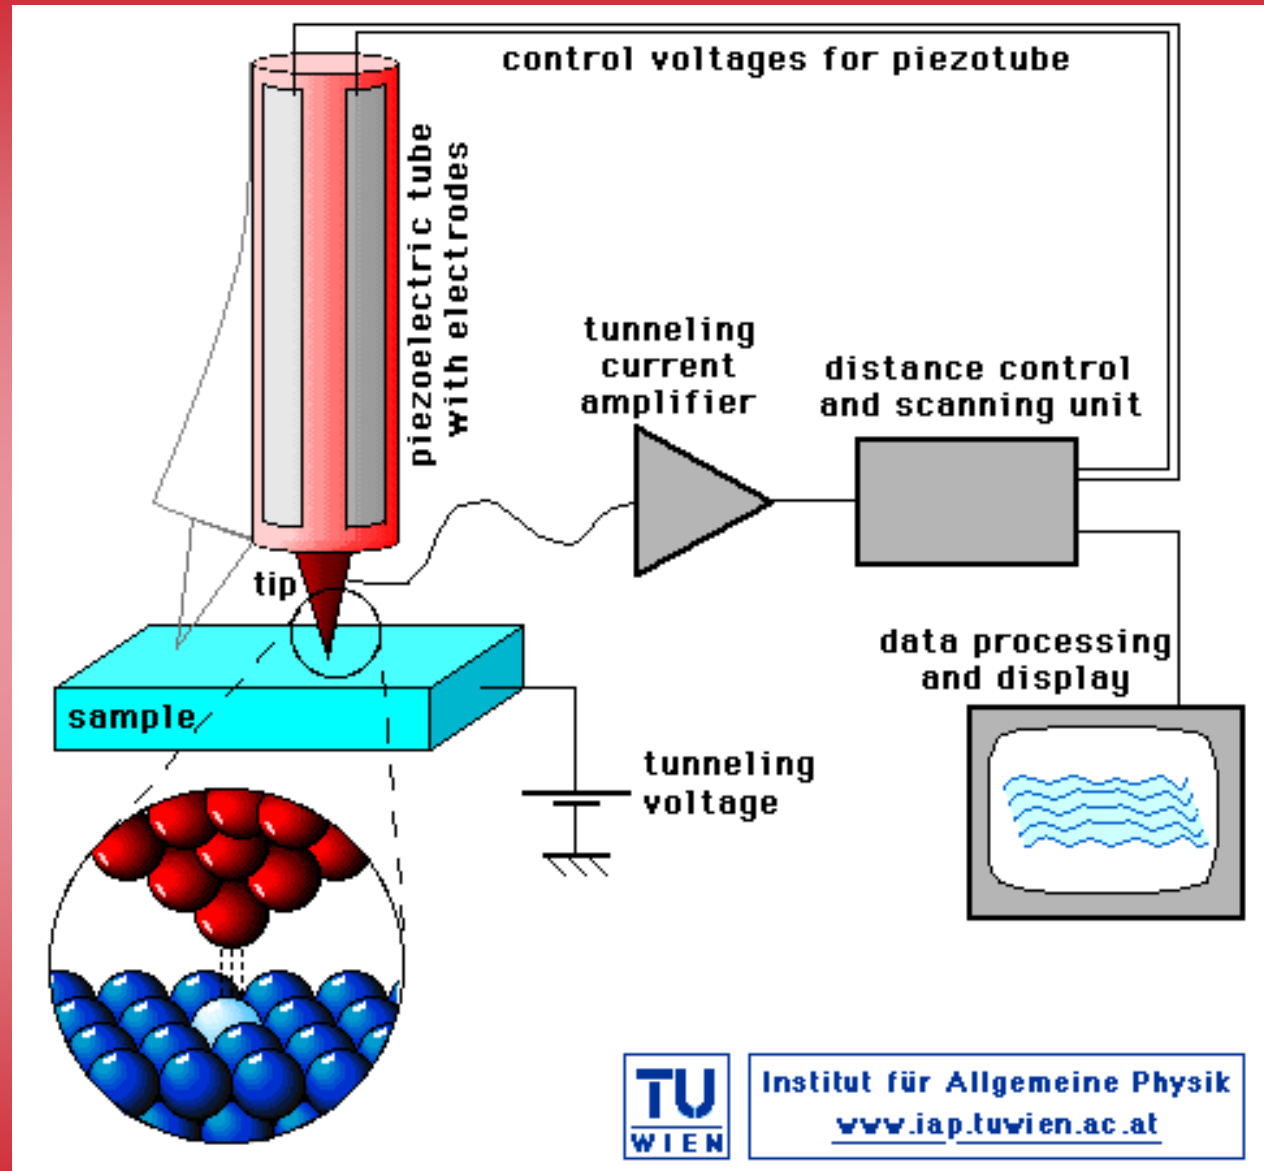 control voltages for piezotube
piezoelectric tube
with electrodes
tunneling
current
amplifier
distance control
and scanning unit
tip
data processing
and display
sample
tunneling
voltage
TU
WIEN
Institut für Allgemeine Physik
www.iap.tuwien.ac.at